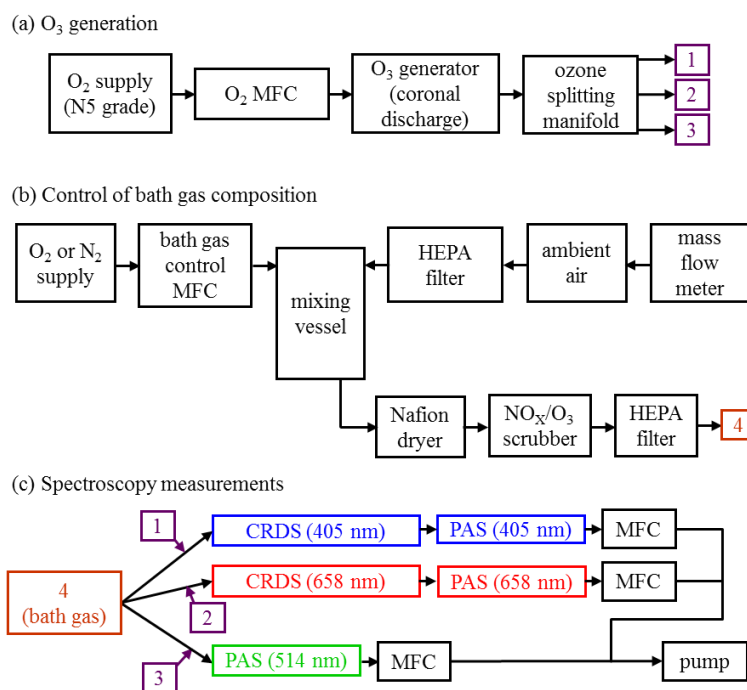 (a) O₃ generation
O₂ supply
(N5 grade)
O₂ MFC
O₃ generator
(coronal
discharge)
ozone
splitting
manifold
1
2
3
(b) Control of bath gas composition
O₂ or N₂
supply
bath gas
control
MFC
mixing
vessel
HEPA
filter
ambient
air
mass
flow
meter
Nafion
dryer
NOₓ/O₃
scrubber
HEPA
filter
4
(c) Spectroscopy measurements
1
CRDS (405 nm)
PAS (405 nm)
MFC
4
(bath gas)
2
CRDS (658 nm)
PAS (658 nm)
MFC
3
PAS (514 nm)
MFC
pump